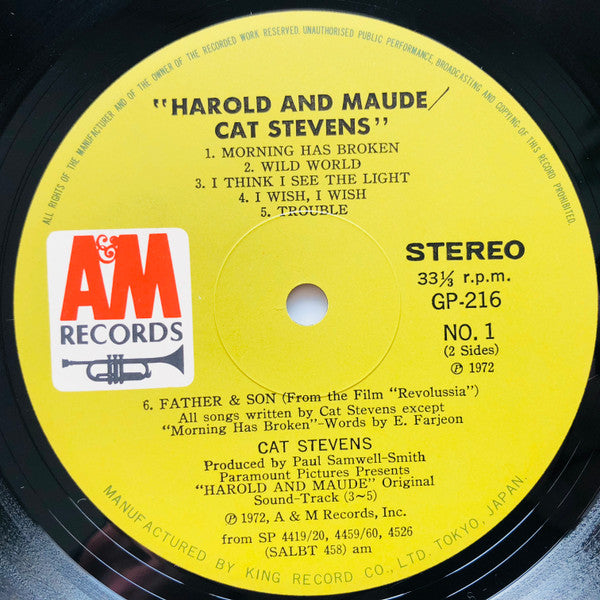 ALL RIGHTS OF THE MANUFACTURER AND OF THE OWNER OF THE RECORDED WORK RESERVED. UNAUTHORISED PUBLIC PERFORMANCE, BROADCASTING AND COPYING OF THIS RECORD PROHIBITED.
"HAROLD AND MAUDE/
CAT STEVENS"
1. MORNING HAS BROKEN
2. WILD WORLD
3. I THINK I SEE THE LIGHT
4. I WISH, I WISH
5. TROUBLE
A&M
RECORDS
STEREO
33⅓ r.p.m.
GP-216
NO. 1
(2 Sides)
Ⓟ 1972
6. FATHER & SON (From the Film "Revolussia")
All songs written by Cat Stevens except
"Morning Has Broken"-Words by E. Farjeon
CAT STEVENS
Produced by Paul Samwell-Smith
Paramount Pictures Presents
"HAROLD AND MAUDE" Original
Sound-Track (3~5)
Ⓟ 1972, A & M Records, Inc.
from SP 4419/20, 4459/60, 4526
(SALBT 458) am
MANUFACTURED BY KING RECORD CO., LTD. TOKYO, JAPAN.